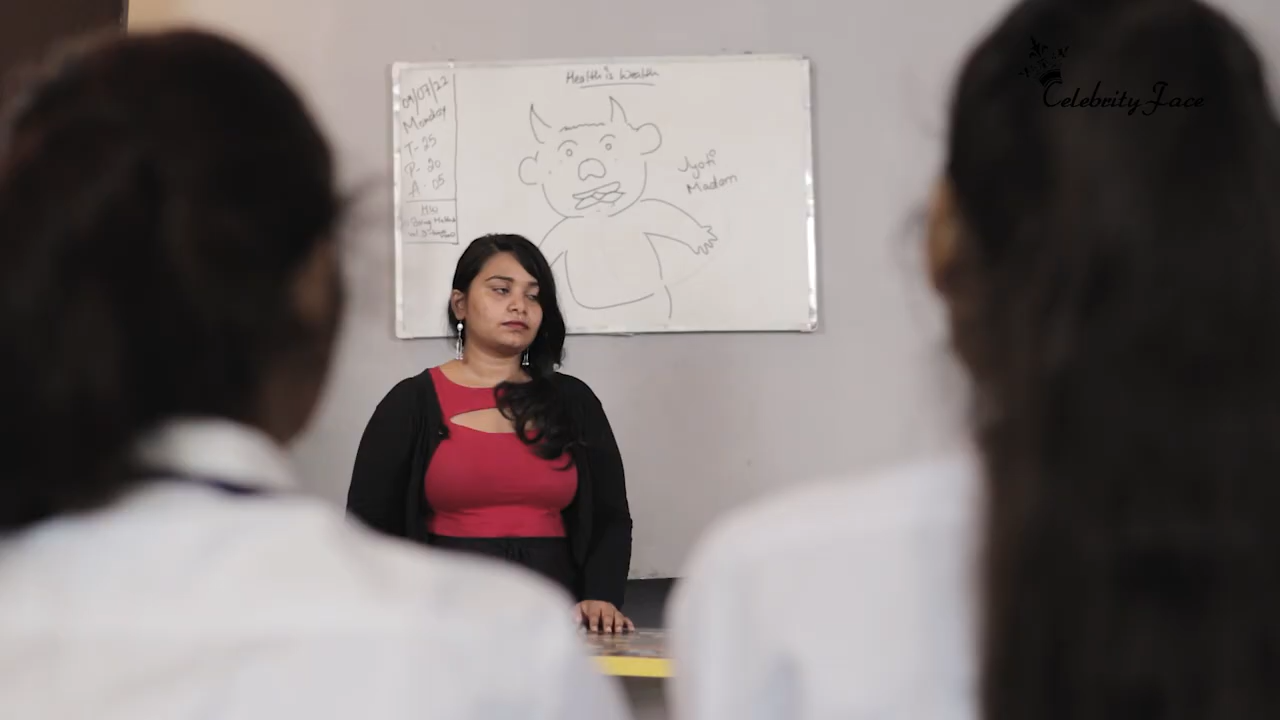 Celebrity Face
Health is Wealth
09/07/22
Monday
T- 25
P- 20
A- 05
Jyoti
Madam
H/W